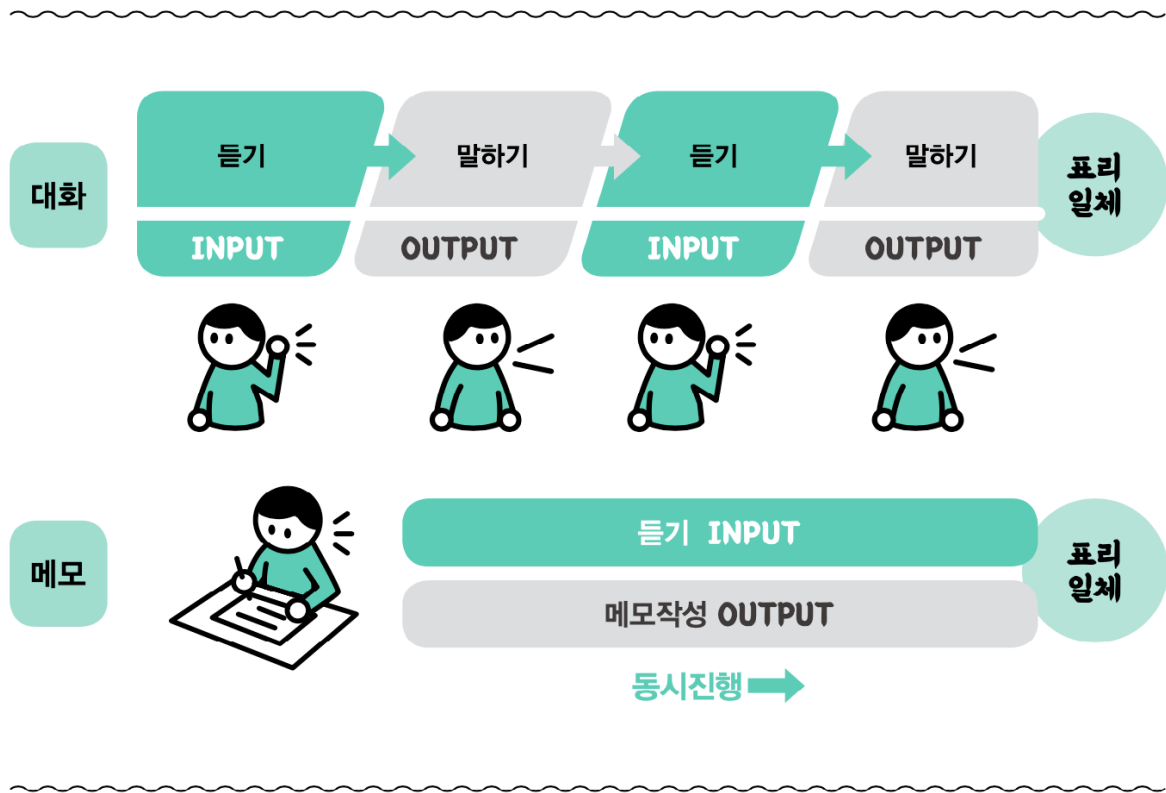 대화
듣기
말하기
듣기
말하기
INPUT
OUTPUT
INPUT
OUTPUT
표리
일체
메모
듣기 INPUT
메모작성 OUTPUT
동시진행
표리
일체